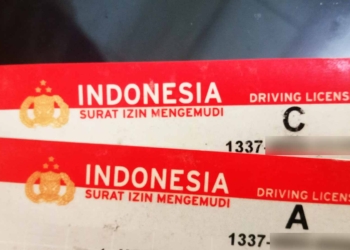 INDONESIA
DRIVING LICENS
SURAT IZIN MENGEMUDI
C
1337-
INDONESIA
DRIVING LICENS
SURAT IZIN MENGEMUDI
A
1337-